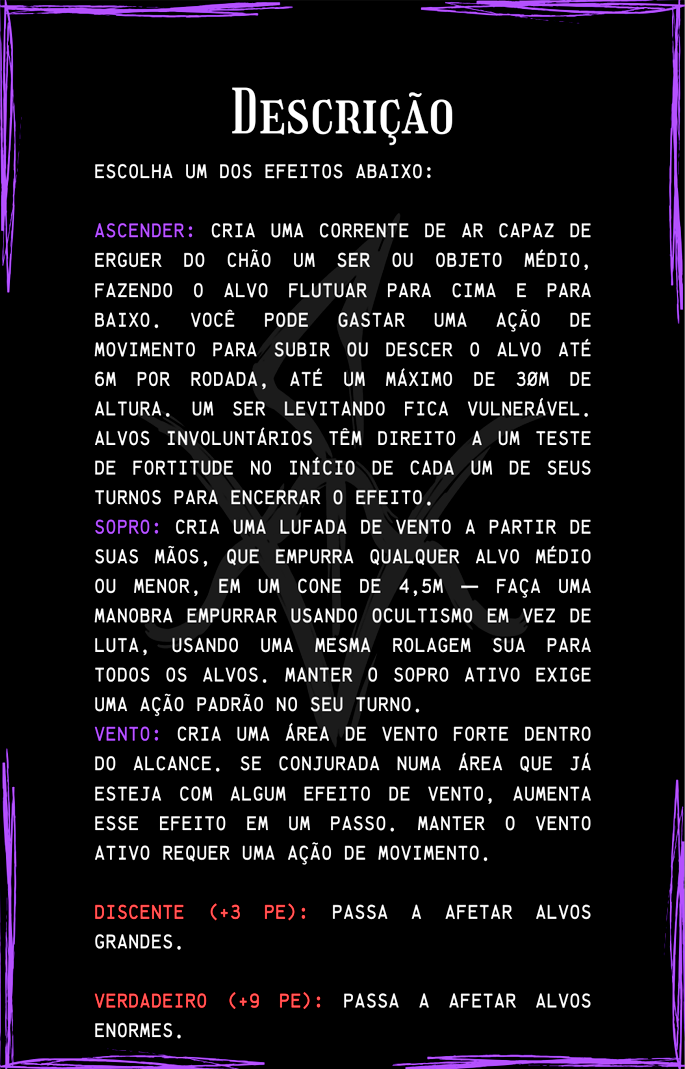 DESCRIÇÃO
ESCOLHA UM DOS EFEITOS ABAIXO:
ASCENDER: CRIA UMA CORRENTE DE AR CAPAZ DE
ERGUER DO CHÃO UM SER OU OBJETO MÉDIO,
FAZENDO O ALVO FLUTUAR PARA CIMA E PARA
BAIXO. VOCÊ PODE GASTAR UMA AÇÃO DE
MOVIMENTO PARA SUBIR OU DESCER O ALVO ATÉ
6M POR RODADA, ATÉ UM MÁXIMO DE 30M DE
ALTURA. UM SER LEVITANDO FICA VULNERÁVEL.
ALVOS INVOLUNTÁRIOS TÊM DIREITO A UM TESTE
DE FORTITUDE NO INÍCIO DE CADA UM DE SEUS
TURNOS PARA ENCERRAR O EFEITO.
SOPRO: CRIA UMA LUFADA DE VENTO A PARTIR DE
SUAS MÃOS, QUE EMPURRA QUALQUER ALVO MÉDIO
OU MENOR, EM UM CONE DE 4,5M — FAÇA UMA
MANOBRA EMPURRAR USANDO OCULTISMO EM VEZ DE
LUTA, USANDO UMA MESMA ROLAGEM SUA PARA
TODOS OS ALVOS. MANTER O SOPRO ATIVO EXIGE
UMA AÇÃO PADRÃO NO SEU TURNO.
VENTO: CRIA UMA ÁREA DE VENTO FORTE DENTRO
DO ALCANCE. SE CONJURADA NUMA ÁREA QUE JÁ
ESTEJA COM ALGUM EFEITO DE VENTO, AUMENTA
ESSE EFEITO EM UM PASSO. MANTER O VENTO
ATIVO REQUER UMA AÇÃO DE MOVIMENTO.
DISCENTE (+3 PE): PASSA A AFETAR ALVOS
GRANDES.
VERDADEIRO (+9 PE): PASSA A AFETAR ALVOS
ENORMES.